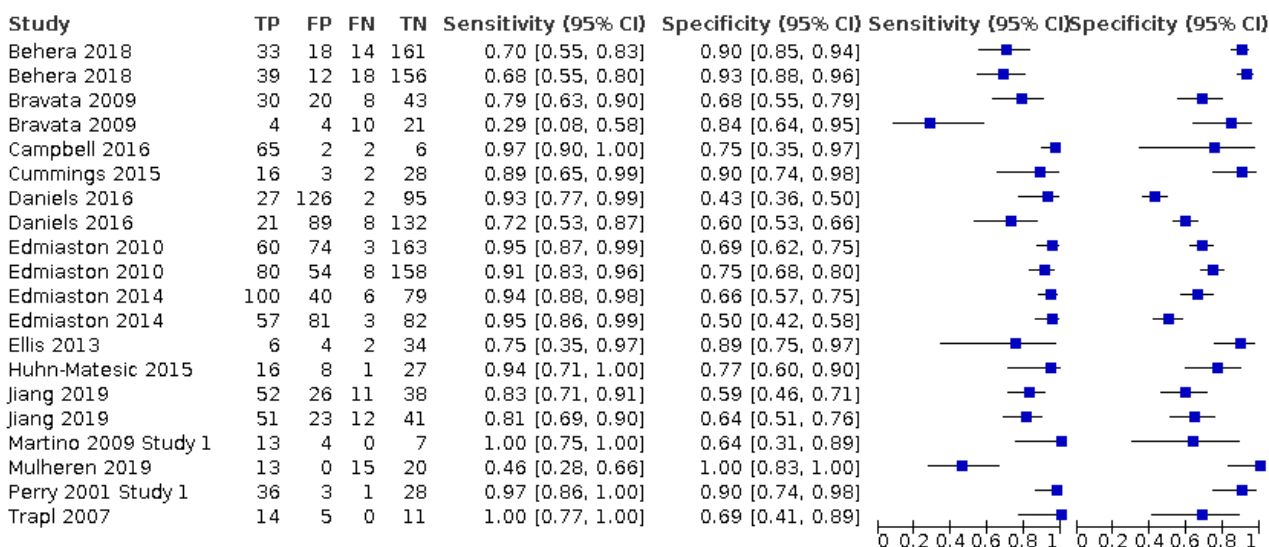 Study TP FP FN TN Sensitivity (95% CI) Specificity (95% CI) Sensitivity (95% CI) Specificity (95% CI)
Behera 2018 33 18 14 161 0.70 [0.55, 0.83] 0.90 [0.85, 0.94]
Behera 2018 39 12 18 156 0.68 [0.55, 0.80] 0.93 [0.88, 0.96]
Bravata 2009 30 20 8 43 0.79 [0.63, 0.90] 0.68 [0.55, 0.79]
Bravata 2009 4 4 10 21 0.29 [0.08, 0.58] 0.84 [0.64, 0.95]
Campbell 2016 65 2 2 6 0.97 [0.90, 1.00] 0.75 [0.35, 0.97]
Cummings 2015 16 3 2 28 0.89 [0.65, 0.99] 0.90 [0.74, 0.98]
Daniels 2016 27 126 2 95 0.93 [0.77, 0.99] 0.43 [0.36, 0.50]
Daniels 2016 21 89 8 132 0.72 [0.53, 0.87] 0.60 [0.53, 0.66]
Edmiaston 2010 60 74 3 163 0.95 [0.87, 0.99] 0.69 [0.62, 0.75]
Edmiaston 2010 80 54 8 158 0.91 [0.83, 0.96] 0.75 [0.68, 0.80]
Edmiaston 2014 100 40 6 79 0.94 [0.88, 0.98] 0.66 [0.57, 0.75]
Edmiaston 2014 57 81 3 82 0.95 [0.86, 0.99] 0.50 [0.42, 0.58]
Ellis 2013 6 4 2 34 0.75 [0.35, 0.97] 0.89 [0.75, 0.97]
Huhn-Matesic 2015 16 8 1 27 0.94 [0.71, 1.00] 0.77 [0.60, 0.90]
Jiang 2019 52 26 11 38 0.83 [0.71, 0.91] 0.59 [0.46, 0.71]
Jiang 2019 51 23 12 41 0.81 [0.69, 0.90] 0.64 [0.51, 0.76]
Martino 2009 Study 1 13 4 0 7 1.00 [0.75, 1.00] 0.64 [0.31, 0.89]
Mulheren 2019 13 0 15 20 0.46 [0.28, 0.66] 1.00 [0.83, 1.00]
Perry 2001 Study 1 36 3 1 28 0.97 [0.86, 1.00] 0.90 [0.74, 0.98]
Trapl 2007 14 5 0 11 1.00 [0.77, 1.00] 0.69 [0.41, 0.89]
0 0.2 0.4 0.6 0.8 1 0 0.2 0.4 0.6 0.8 1